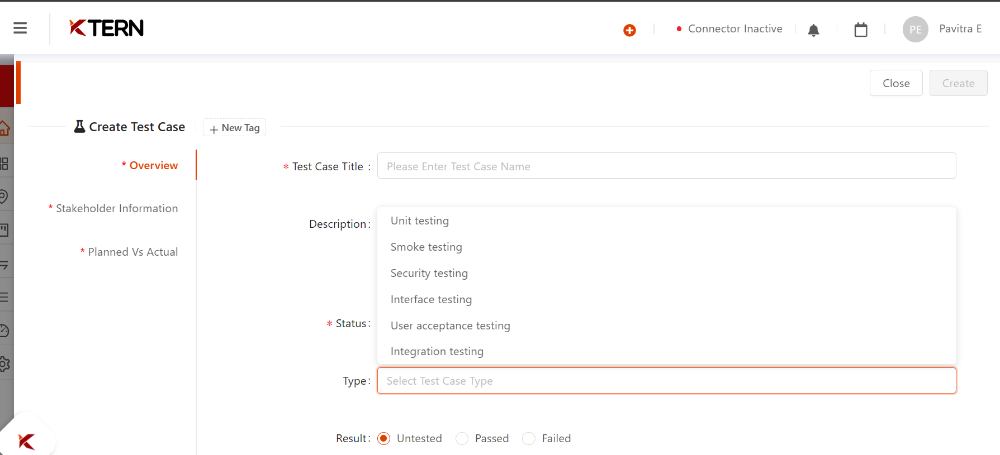 KTERN
Connector Inactive
PE
Pavitra E
Close
Create
Create Test Case
+ New Tag
* Overview
* Stakeholder Information
* Planned Vs Actual
* Test Case Title :
Please Enter Test Case Name
Description:
Unit testing
Smoke testing
Security testing
Interface testing
User acceptance testing
Integration testing
* Status:
Type:
Select Test Case Type
Result:
Untested
Passed
Failed